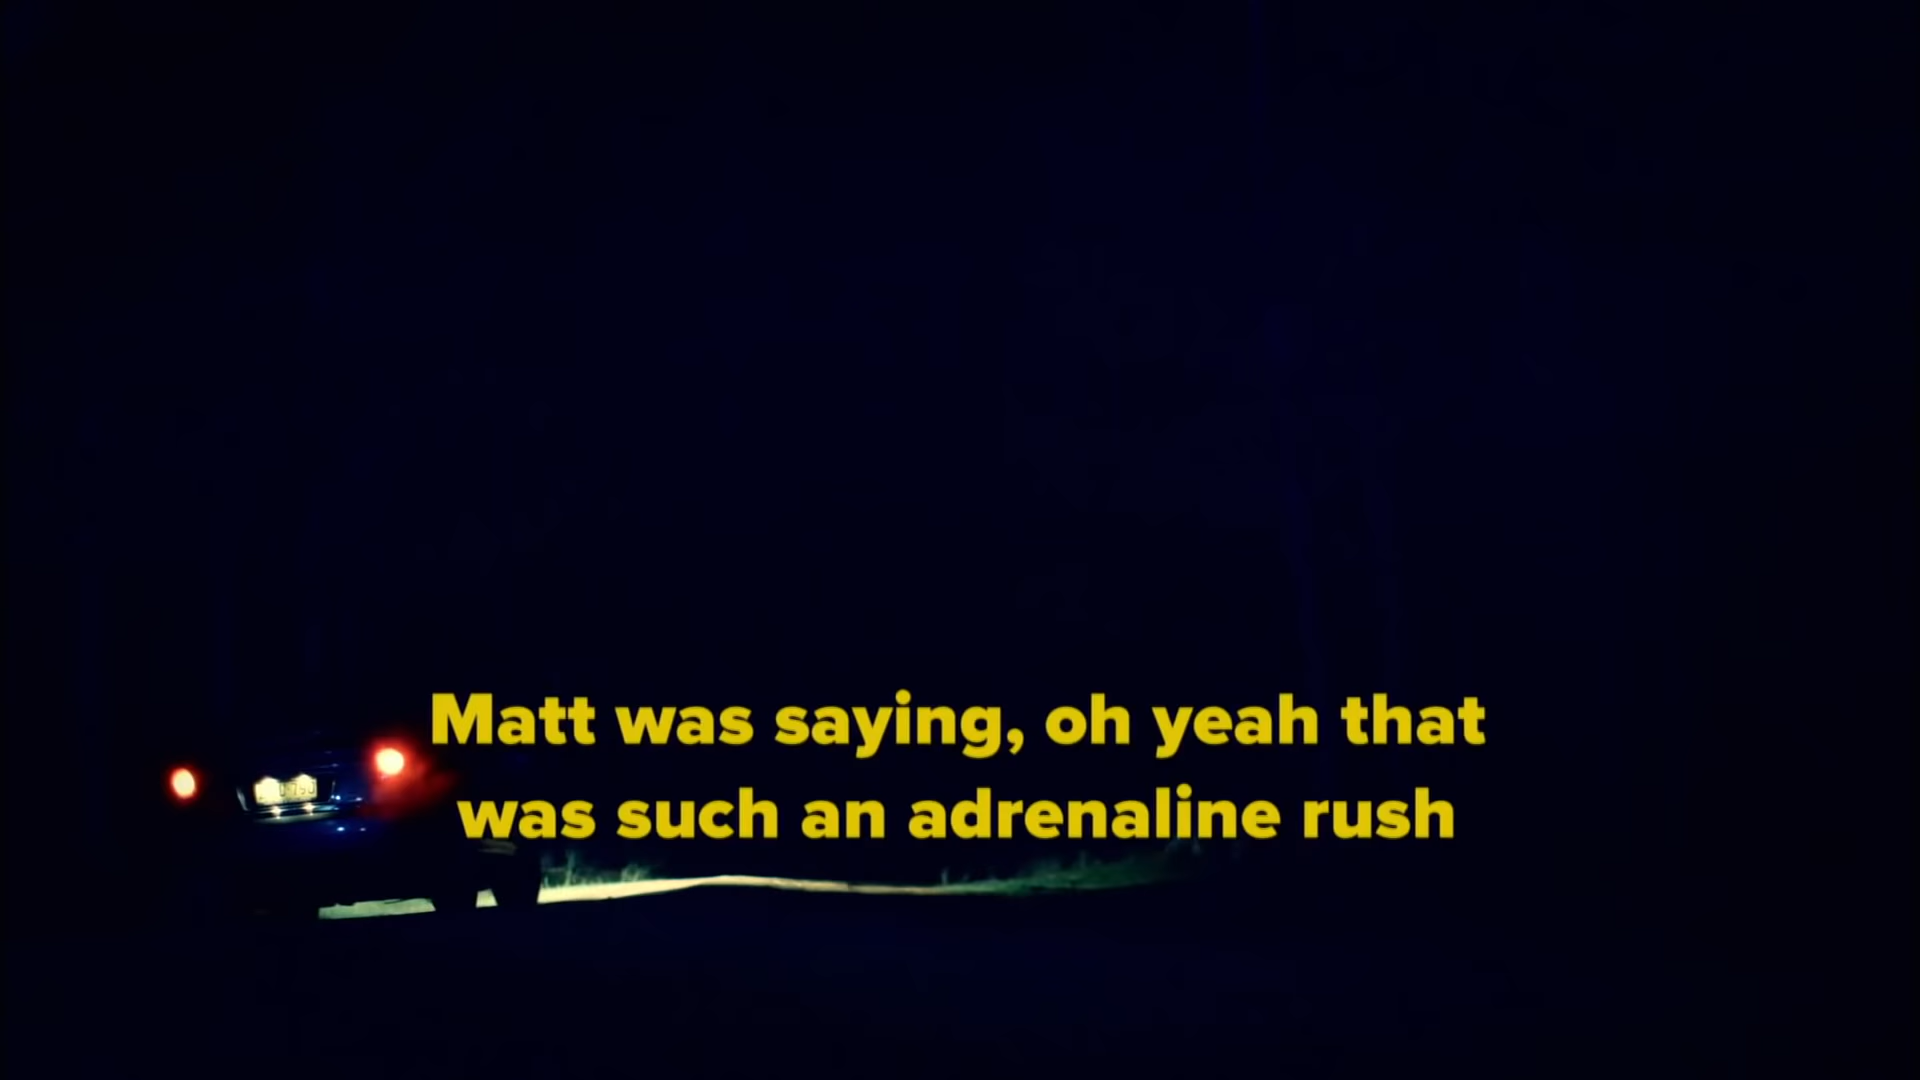 Matt was saying, oh yeah that
was such an adrenaline rush